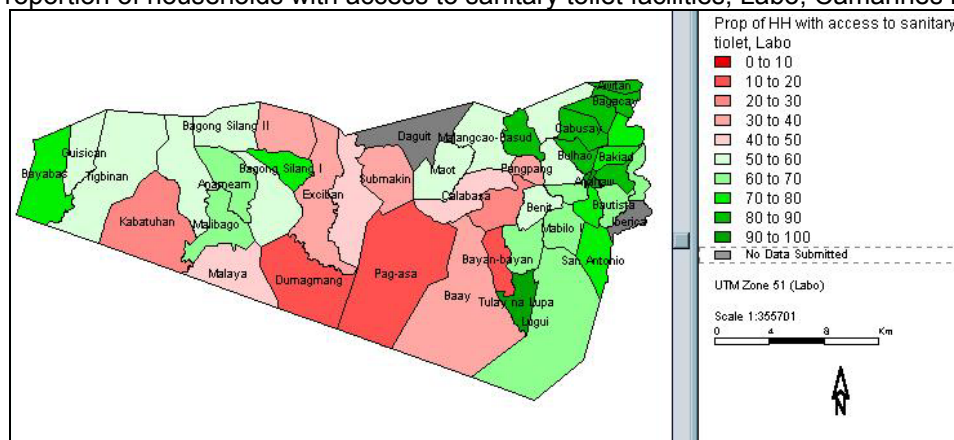 roportion of households with access to sanitary toilet facilities, Labo, Camarines
Prop of HH with access to sanitary
tiolet, Labo
0 to 10
10 to 20
20 to 30
30 to 40
40 to 50
50 to 60
60 to 70
70 to 80
80 to 90
90 to 100
No Data Submitted
UTM Zone 51 (Labo)
Scale 1:355701
0 4 8 Km
N
Awitan
Bagacay
Bagong Silang II
Daguit
Malangcao-Basud
Cabusay
Guisican
Bulhao
Bakiad
Bayabas
Tigbinan
Bagong Silang I
Maot
Pangpang
Submakin
Anameam
Exciban
Calabasa
Bautista
Kabatuhan
Malibago
Benit
Iberica
Mabilo I
Malaya
Dumagmang
Pag-asa
Bayan-bayan
San Antonio
Baay
Tulay na Lupa
Lugui